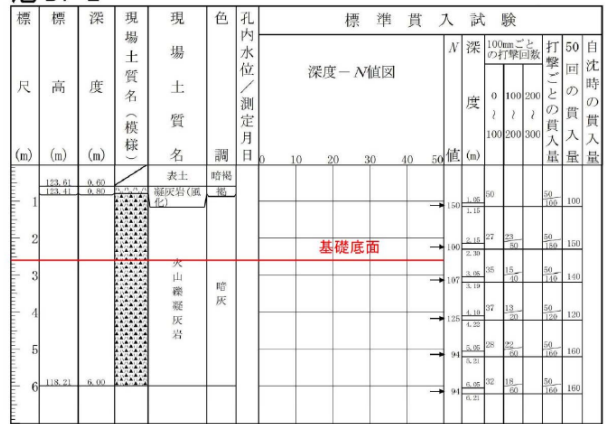 標尺 (m)
標高 (m)
深度 (m)
現場土質名(模様)
現場土質名
色調
孔内水位/測定月日
標準貫入試験
深度-N値図
0 10 20 30 40 50
N値
深度 (m)
100mmごとの打撃回数
0~100
100~200
200~300
打撃ごとの貫入量
50回の貫入量
自沈時の貫入量
123.61 0.60 表土 暗褐
123.41 0.80 凝灰岩(風化) 褐
1 150 1.05 1.15 50 50/100 100
2 100 2.15 2.30 27 23/50 50/150 150
基礎底面
3 107 3.05 3.19 35 15/40 50/140 140
火山礫凝灰岩
暗灰
4 125 4.10 4.22 37 13/20 50/120 120
5 94 5.05 5.21 28 22/60 50/160 160
6 118.21 6.00 94 6.05 6.21 32 18/60 50/160 160